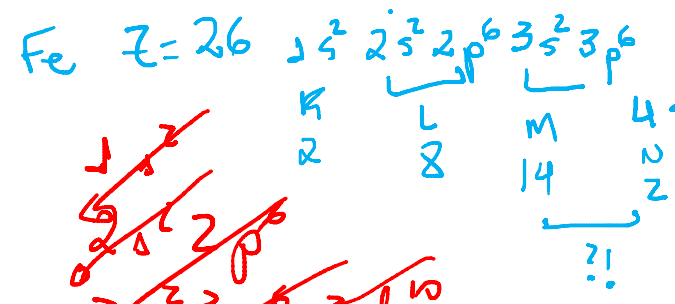 Fe Z=26 1s² 2s² 2p⁶ 3s² 3p⁶
K L M 4
2 8 14 N
2
?!
1s²
2s² 2p⁶